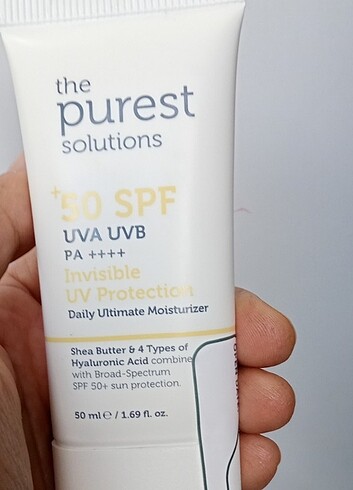 the
purest
solutions
+50 SPF
UVA UVB
PA ++++
Invisible
UV Protection
Daily Ultimate Moisturizer
Shea Butter & 4 Types of
Hyaluronic Acid combine
with Broad-Spectrum
SPF 50+ sun protection.
50 ml e / 1.69 fl. oz.